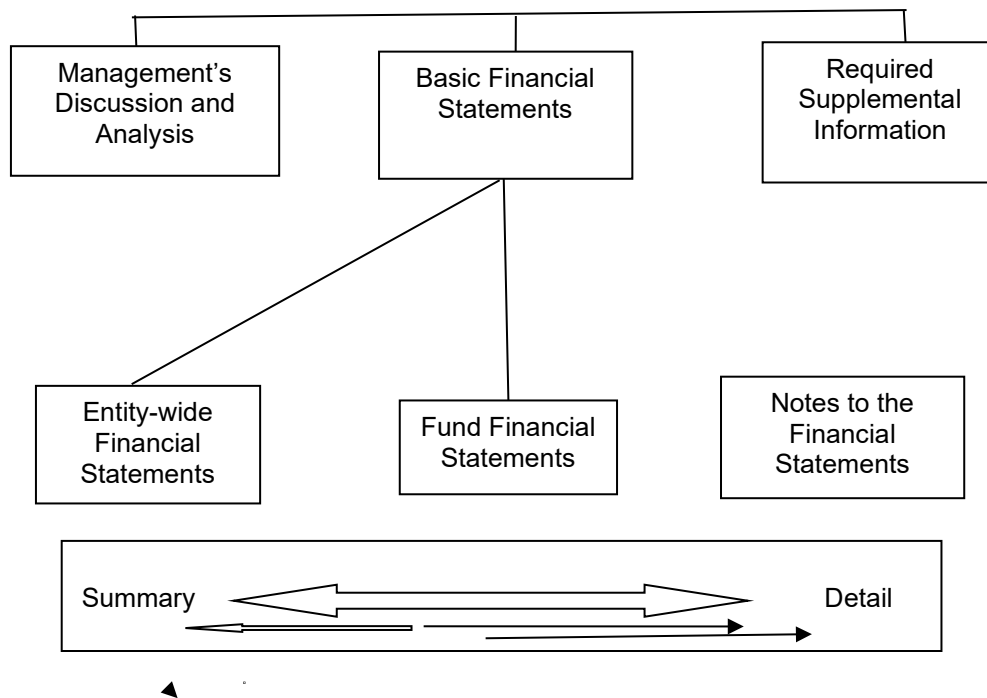 Management’s
Discussion and
Analysis
Basic Financial
Statements
Required
Supplemental
Information
Entity-wide
Financial
Statements
Fund Financial
Statements
Notes to the
Financial
Statements
Summary
Detail